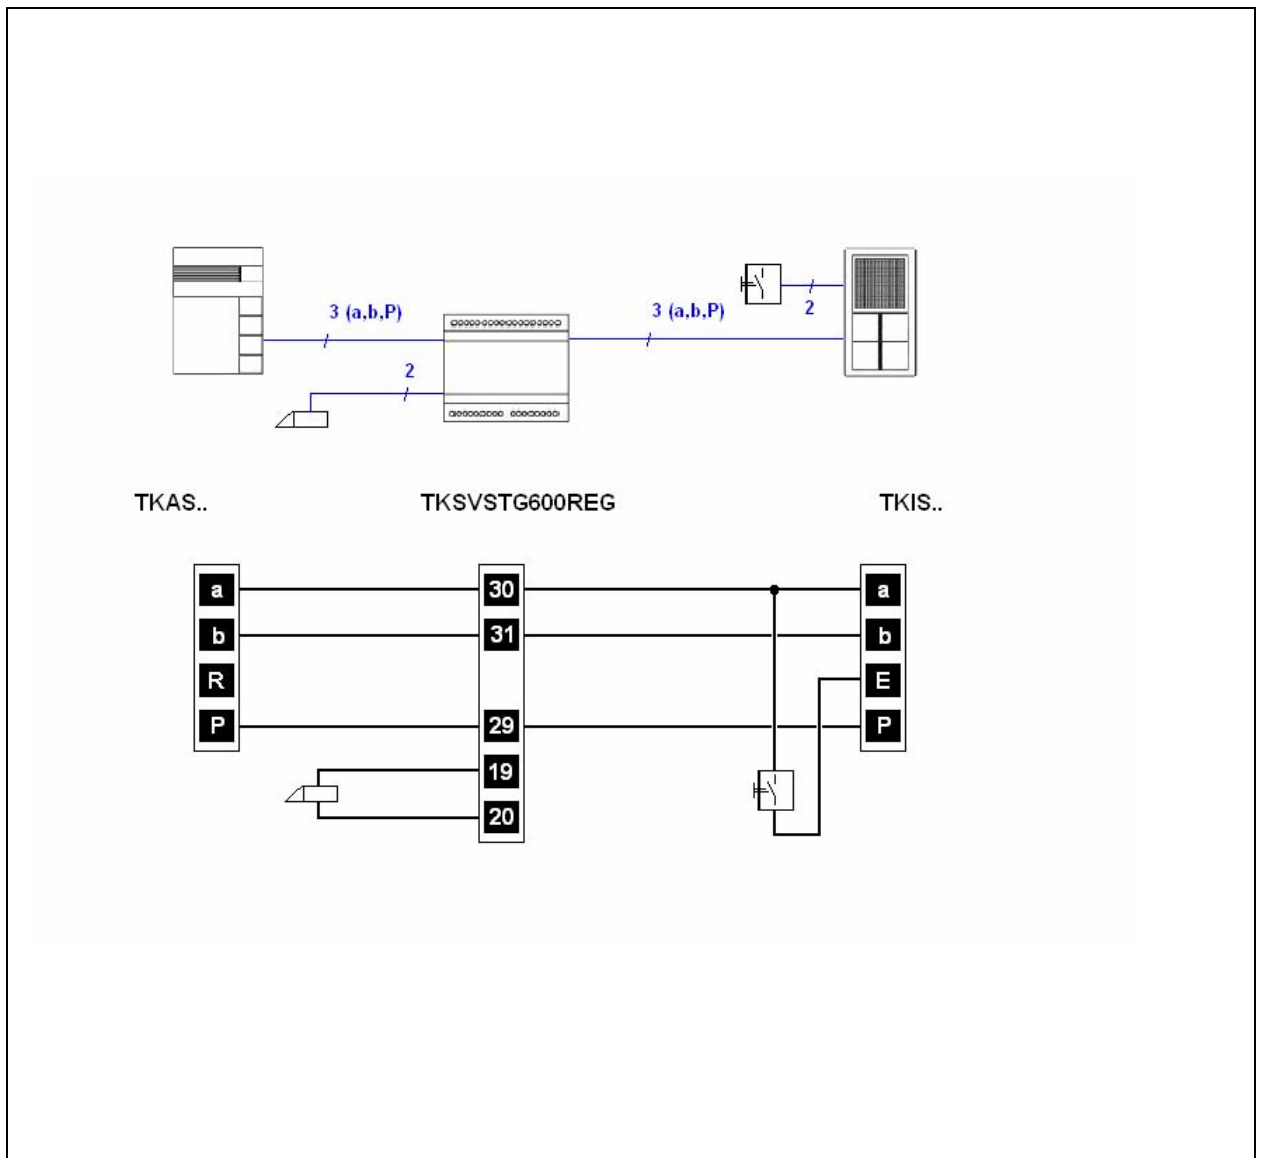 3 (a,b,P)
3 (a,b,P)
2
2
TKAS.. TKSVSTG600REG TKIS..
a 30 a
b 31 b
R E
P 29 P
19
20